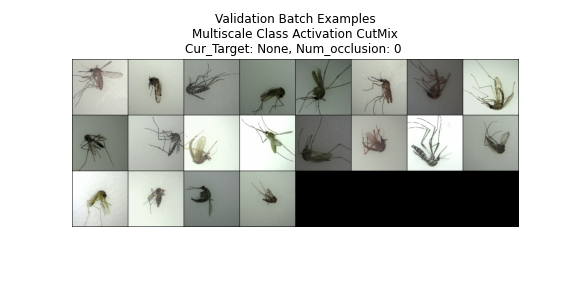 Validation Batch Examples
Multiscale Class Activation CutMix
Cur_Target: None, Num_occlusion: 0